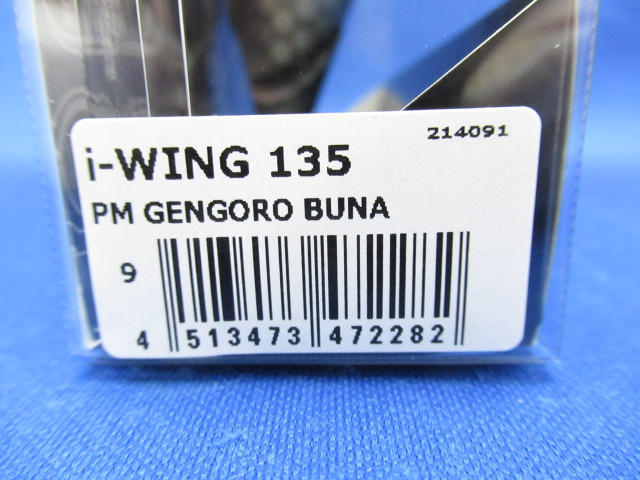 214091
i-WING 135
PM GENGORO BUNA
9
4 513473 472282